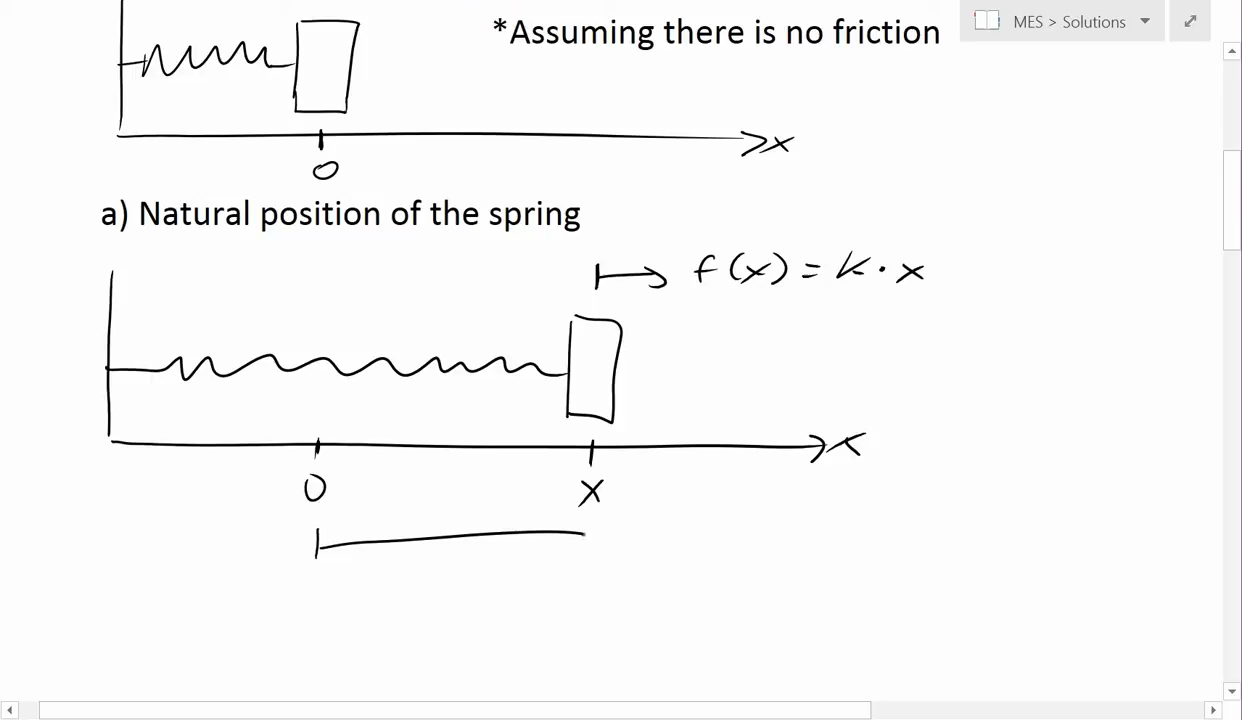 *Assuming there is no friction
MES > Solutions
x
0
a) Natural position of the spring
f(x) = k · x
x
0
x